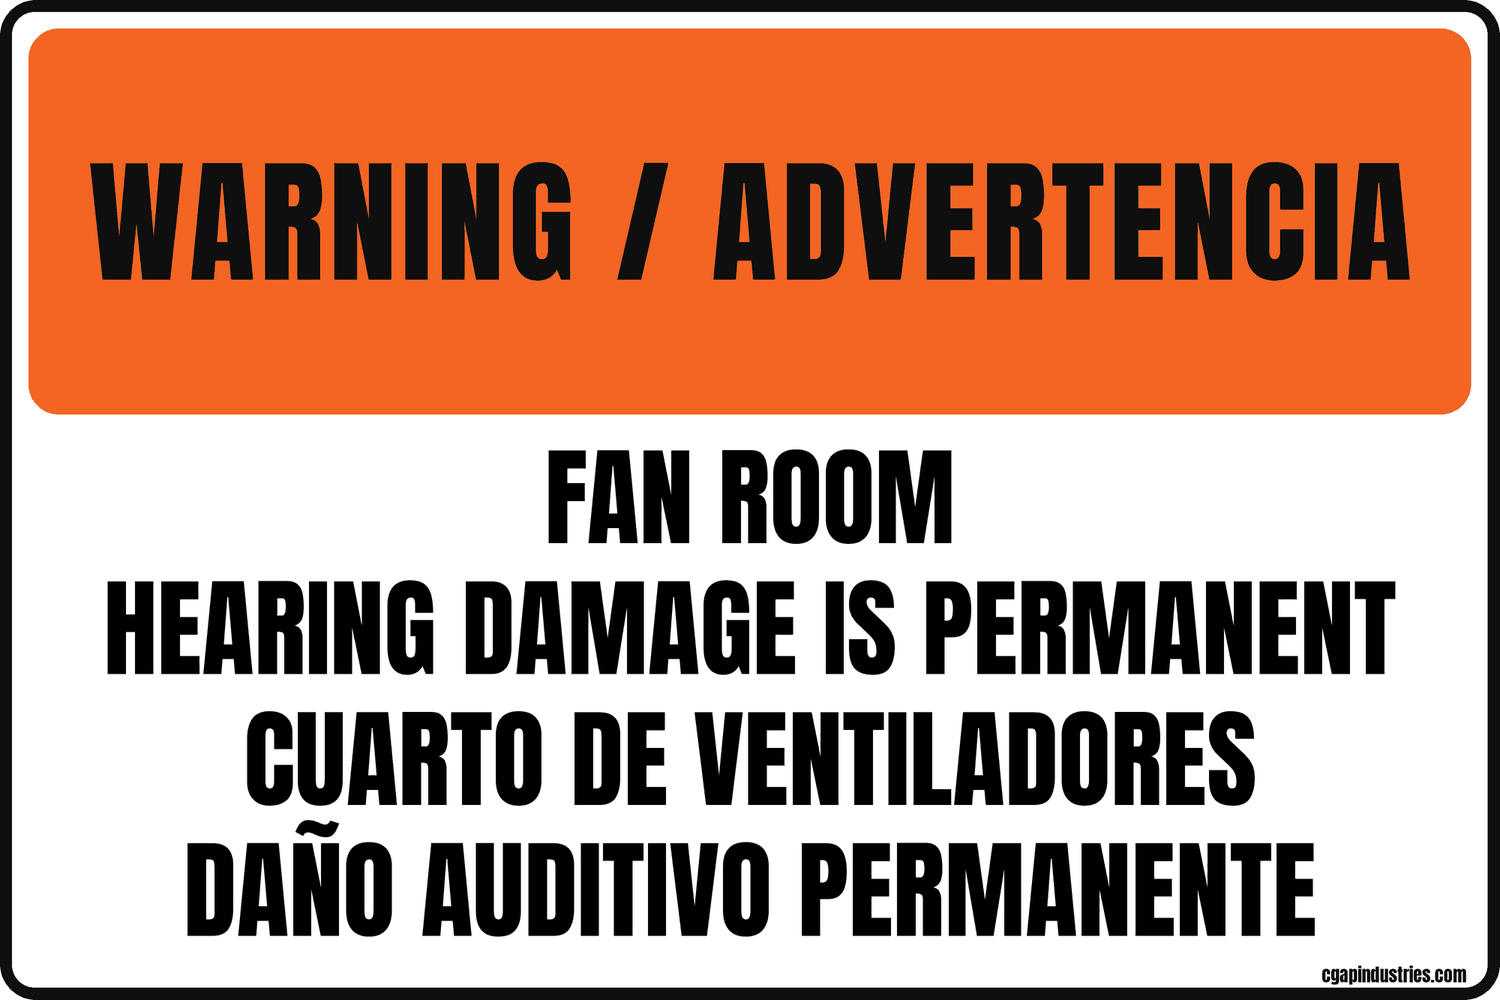 WARNING / ADVERTENCIA
FAN ROOM
HEARING DAMAGE IS PERMANENT
CUARTO DE VENTILADORES
DAÑO AUDITIVO PERMANENTE
cgapindustries.com